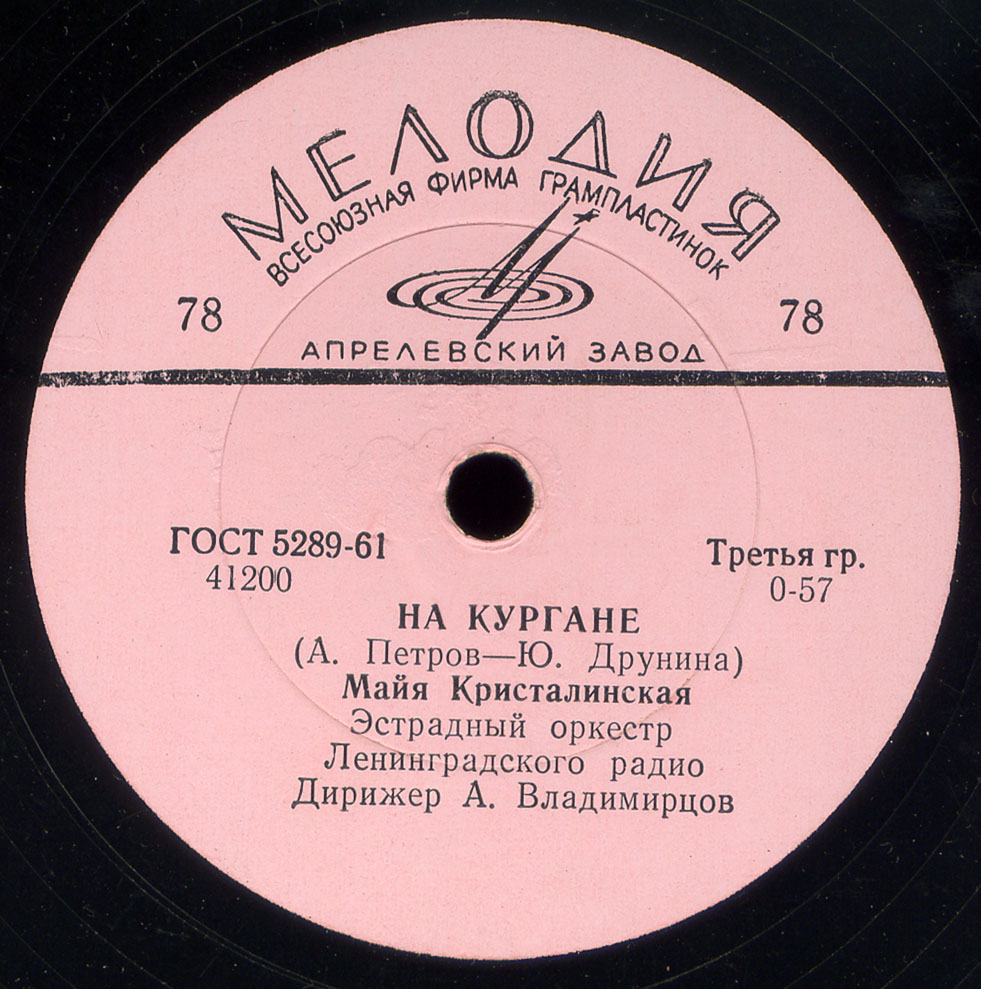 МЕЛОДИЯ
ВСЕСОЮЗНАЯ ФИРМА ГРАМПЛАСТИНОК
78 78
АПРЕЛЕВСКИЙ ЗАВОД
ГОСТ 5289-61 Третья гр.
41200 0-57
НА КУРГАНЕ
(А. Петров—Ю. Друнина)
Майя Кристалинская
Эстрадный оркестр
Ленинградского радио
Дирижер А. Владимирцов